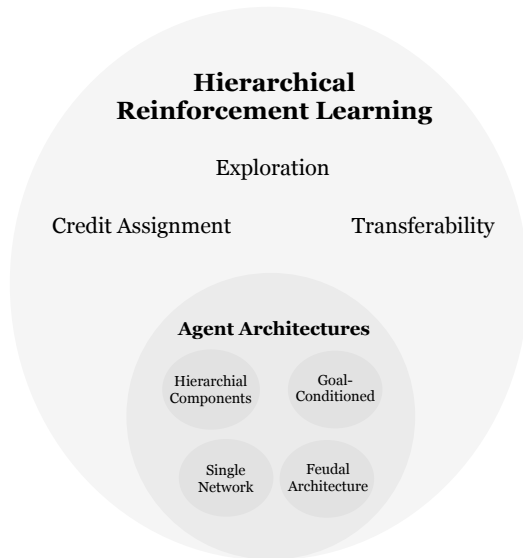 Hierarchical
Reinforcement Learning
Exploration
Credit Assignment
Transferability
Agent Architectures
Hierarchial
Components
Goal-
Conditioned
Single
Network
Feudal
Architecture